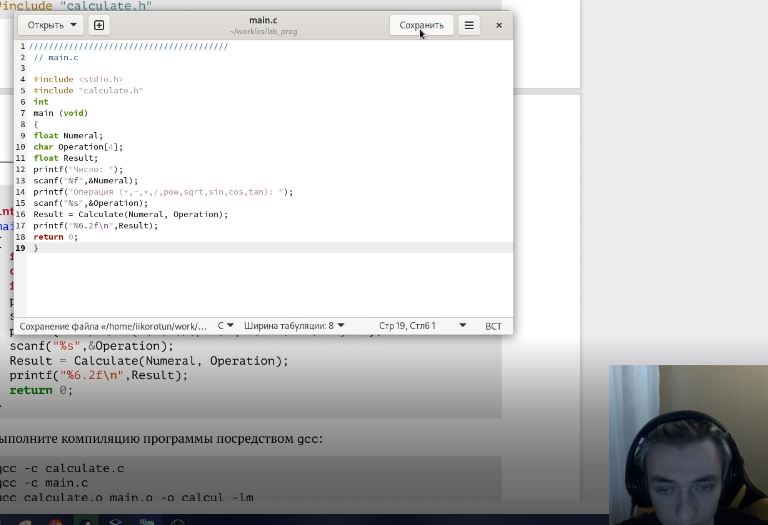 #include "calculate.h"
Открыть
main.c
~/work/os/lab_prog
Сохранить
1 ////////////////////////////////////////
2 // main.c
3
4 #include <stdio.h>
5 #include "calculate.h"
6 int
7 main (void)
8 {
9 float Numeral;
10 char Operation[4];
11 float Result;
12 printf("Число: ");
13 scanf("%f",&Numeral);
14 printf("Операция (+,-,*,/,pow,sqrt,sin,cos,tan): ");
15 scanf("%s",&Operation);
16 Result = Calculate(Numeral, Operation);
17 printf("%6.2f\n",Result);
18 return 0;
19 }
Сохранение файла «/home/iikorotun/work/… C Ширина табуляции: 8 Стр 19, Стлб 1 ВСТ
scanf("%s",&Operation);
Result = Calculate(Numeral, Operation);
printf("%6.2f\n",Result);
return 0;
ыполните компиляцию программы посредством gcc:
gcc -c calculate.c
gcc -c main.c
gcc calculate.o main.o -o calcul -lm